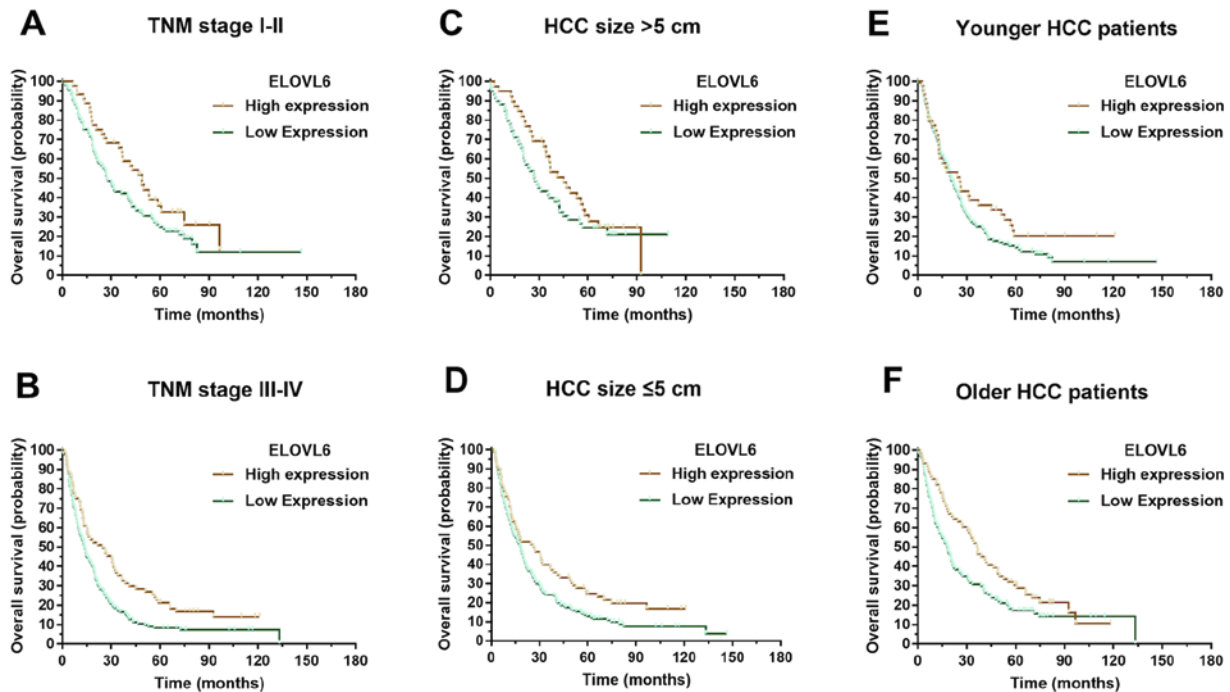 A
TNM stage I-II
Overall survival (probability)
100
90
80
70
60
50
40
30
20
10
0
ELOVL6
High expression
Low Expression
0 30 60 90 120 150 180
Time (months)
C
HCC size >5 cm
Overall survival (probability)
100
90
80
70
60
50
40
30
20
10
0
ELOVL6
High expression
Low Expression
0 30 60 90 120 150 180
Time (months)
E
Younger HCC patients
Overall survival (probability)
100
90
80
70
60
50
40
30
20
10
0
ELOVL6
High expression
Low Expression
0 30 60 90 120 150 180
Time (months)
B
TNM stage III-IV
Overall survival (probability)
100
90
80
70
60
50
40
30
20
10
0
ELOVL6
High expression
Low Expression
0 30 60 90 120 150 180
Time (months)
D
HCC size ≤5 cm
Overall survival (probability)
100
90
80
70
60
50
40
30
20
10
0
ELOVL6
High expression
Low Expression
0 30 60 90 120 150 180
Time (months)
F
Older HCC patients
Overall survival (probability)
100
90
80
70
60
50
40
30
20
10
0
ELOVL6
High expression
Low Expression
0 30 60 90 120 150 180
Time (months)